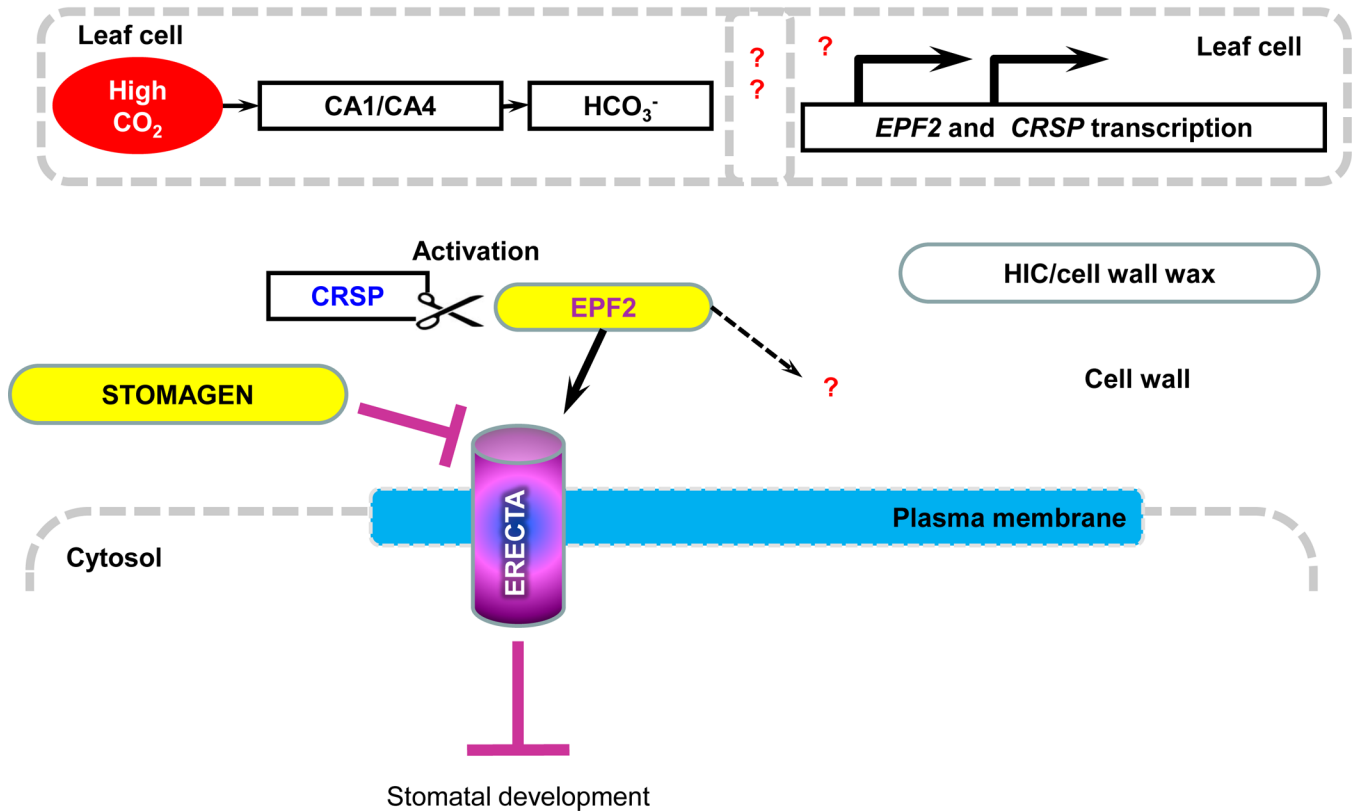 Leaf cell
High
CO₂
CA1/CA4
HCO₃⁻
?
?
?
Leaf cell
EPF2 and CRSP transcription
Activation
CRSP
EPF2
HIC/cell wall wax
STOMAGEN
?
Cell wall
ERECTA
Plasma membrane
Cytosol
Stomatal development